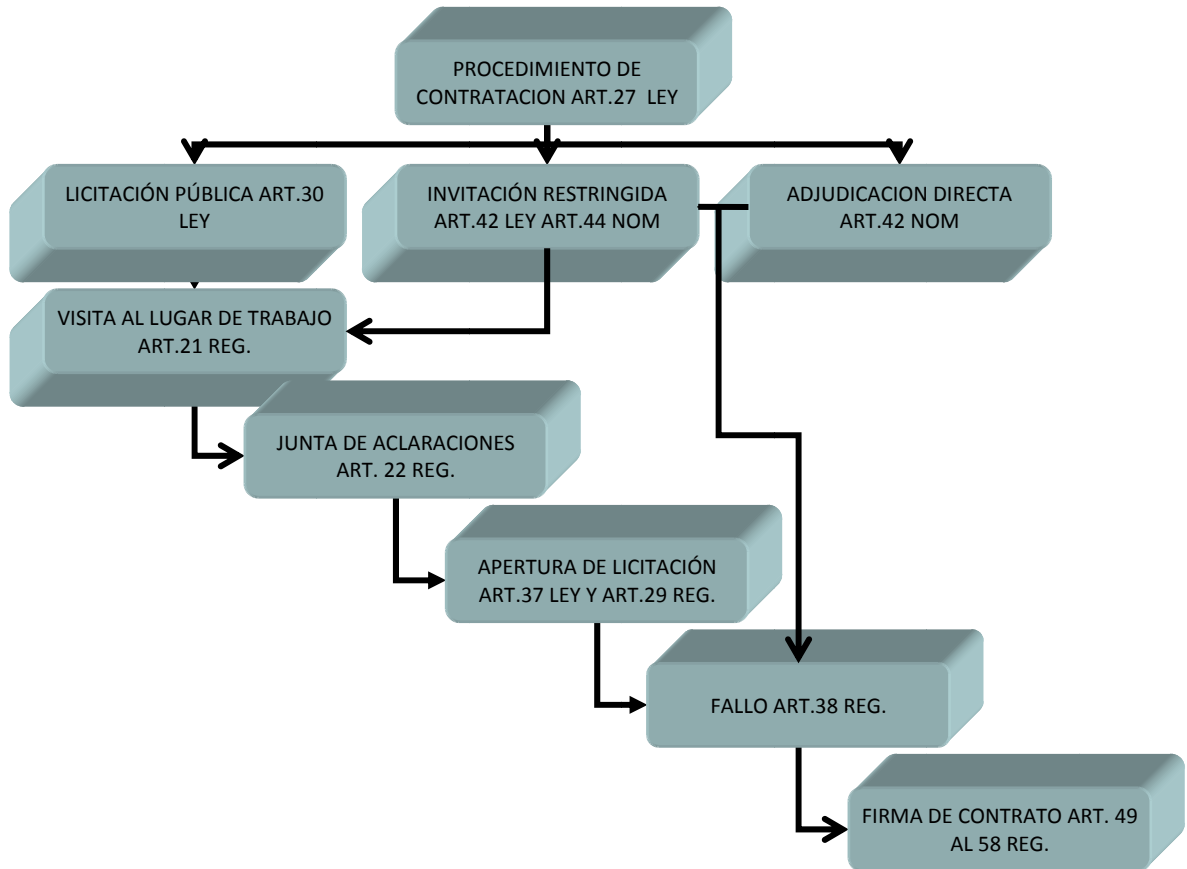 PROCEDIMIENTO DE
CONTRATACION ART.27 LEY
LICITACIÓN PÚBLICA ART.30
LEY
INVITACIÓN RESTRINGIDA
ART.42 LEY ART.44 NOM
ADJUDICACION DIRECTA
ART.42 NOM
VISITA AL LUGAR DE TRABAJO
ART.21 REG.
JUNTA DE ACLARACIONES
ART. 22 REG.
APERTURA DE LICITACIÓN
ART.37 LEY Y ART.29 REG.
FALLO ART.38 REG.
FIRMA DE CONTRATO ART. 49
AL 58 REG.